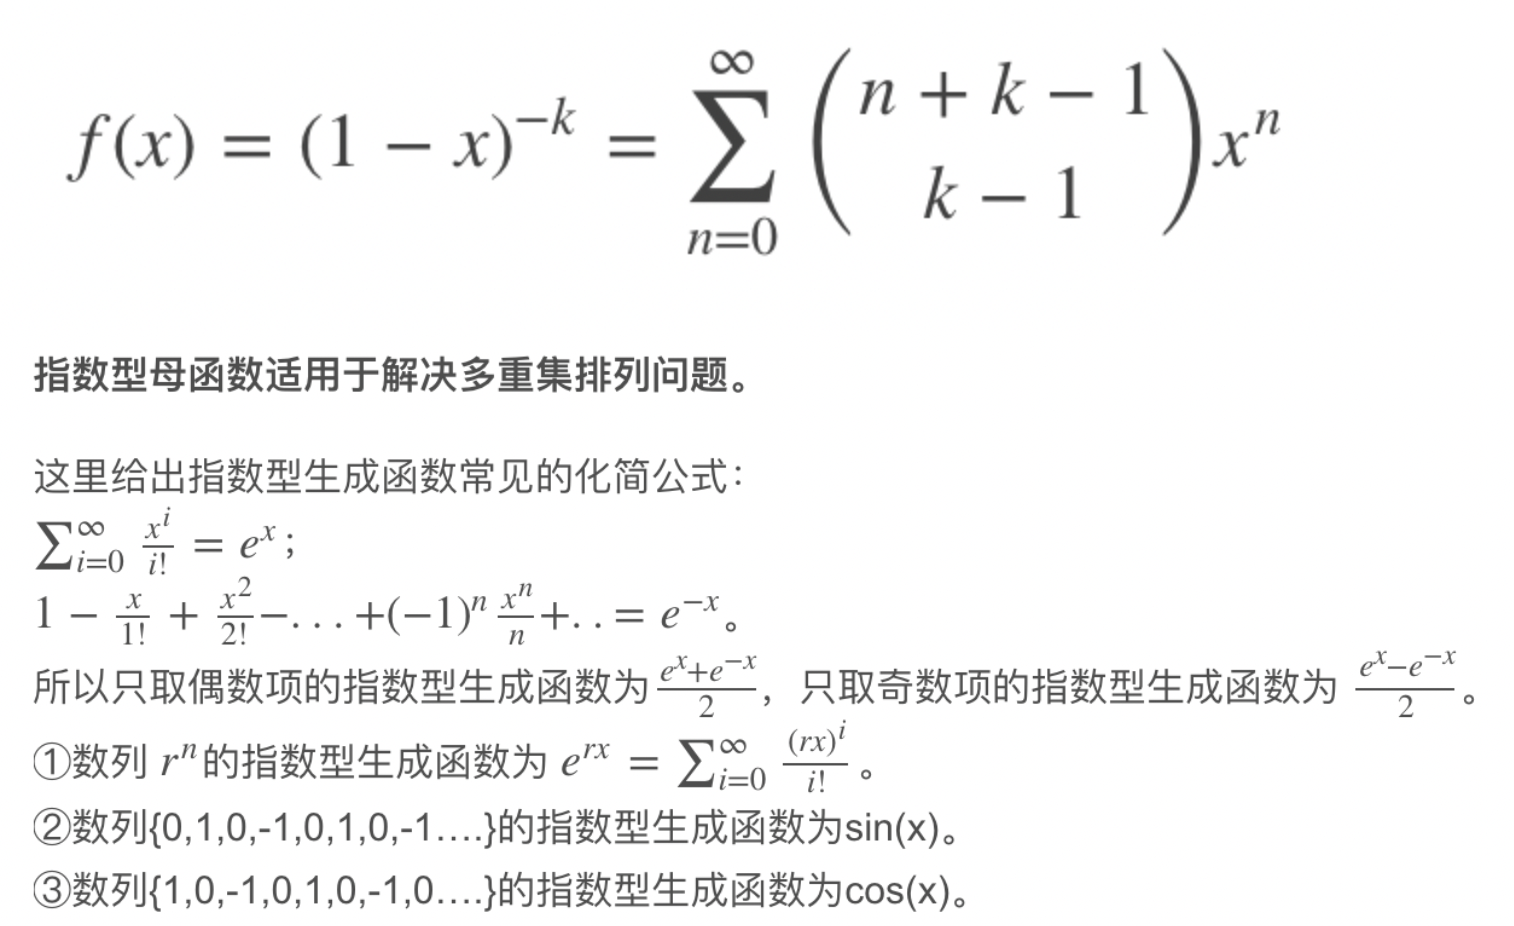 f(x) = (1 − x)^{−k} = \sum_{n=0}^{∞} \binom{n + k − 1}{k − 1} x^n
指数型母函数适用于解决多重集排列问题。
这里给出指数型生成函数常见的化简公式：
\sum_{i=0}^{∞} \frac{x^i}{i!} = e^x；
1 − \frac{x}{1!} + \frac{x^2}{2!}−...+(−1)^n \frac{x^n}{n}+..= e^{−x}。
所以只取偶数项的指数型生成函数为\frac{e^x+e^{−x}}{2}，只取奇数项的指数型生成函数为 \frac{e^x−e^{−x}}{2}。
①数列 r^n的指数型生成函数为 e^{rx} = \sum_{i=0}^{∞} \frac{(rx)^i}{i!}。
②数列{0,1,0,-1,0,1,0,-1....}的指数型生成函数为sin(x)。
③数列{1,0,-1,0,1,0,-1,0....}的指数型生成函数为cos(x)。